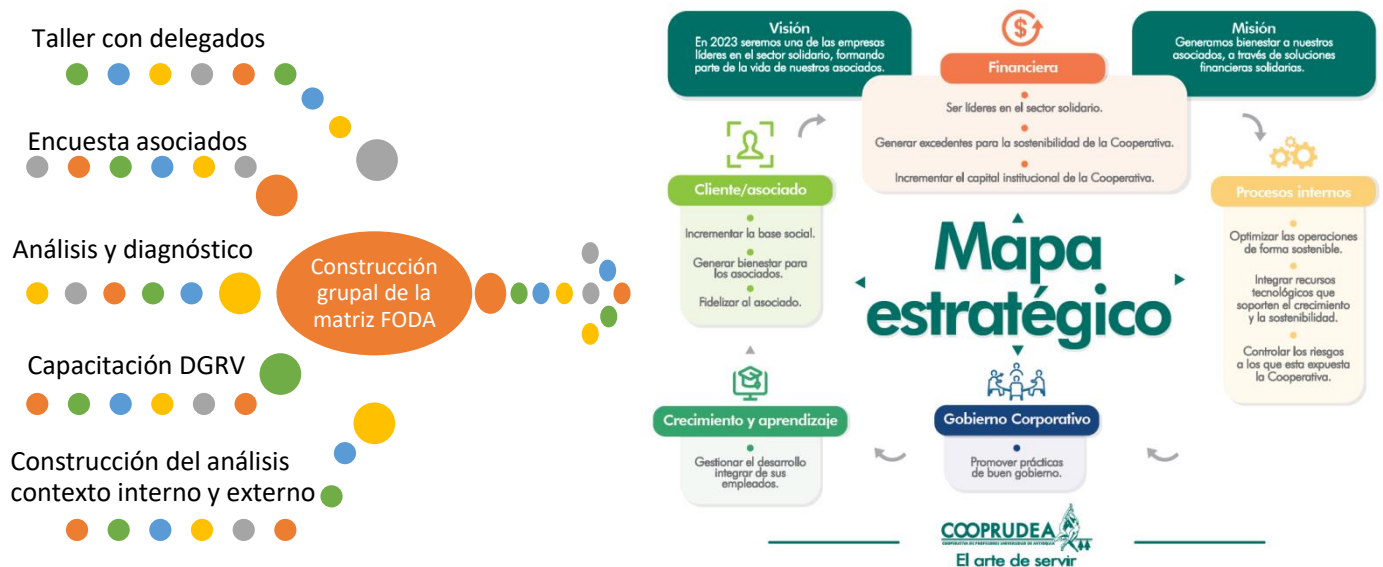 Taller con delegados
Encuesta asociados
Análisis y diagnóstico
Construcción
grupal de la
matriz FODA
Capacitación DGRV
Construcción del análisis
contexto interno y externo
Visión
En 2023 seremos una de las empresas
líderes en el sector solidario, formando
parte de la vida de nuestros asociados.
Financiera
Ser líderes en el sector solidario.
Generar excedentes para la sostenibilidad de la Cooperativa.
Incrementar el capital institucional de la Cooperativa.
Misión
Generamos bienestar a nuestros
asociados, a través de soluciones
financieras solidarias.
Cliente/asociado
Incrementar la base social.
Generar bienestar para
los asociados.
Fidelizar al asociado.
Mapa
estratégico
Procesos internos
Optimizar las operaciones
de forma sostenible.
Integrar recursos
tecnológicos que
soporten el crecimiento
y la sostenibilidad.
Controlar los riesgos
a los que esta expuesta
la Cooperativa.
Crecimiento y aprendizaje
Gestionar el desarrollo
integrar de sus
empleados.
Gobierno Corporativo
Promover prácticas
de buen gobierno.
COOPRUDEA
COOPERATIVA DE PROFESORES UNIVERSIDAD DE ANTIOQUIA
El arte de servir